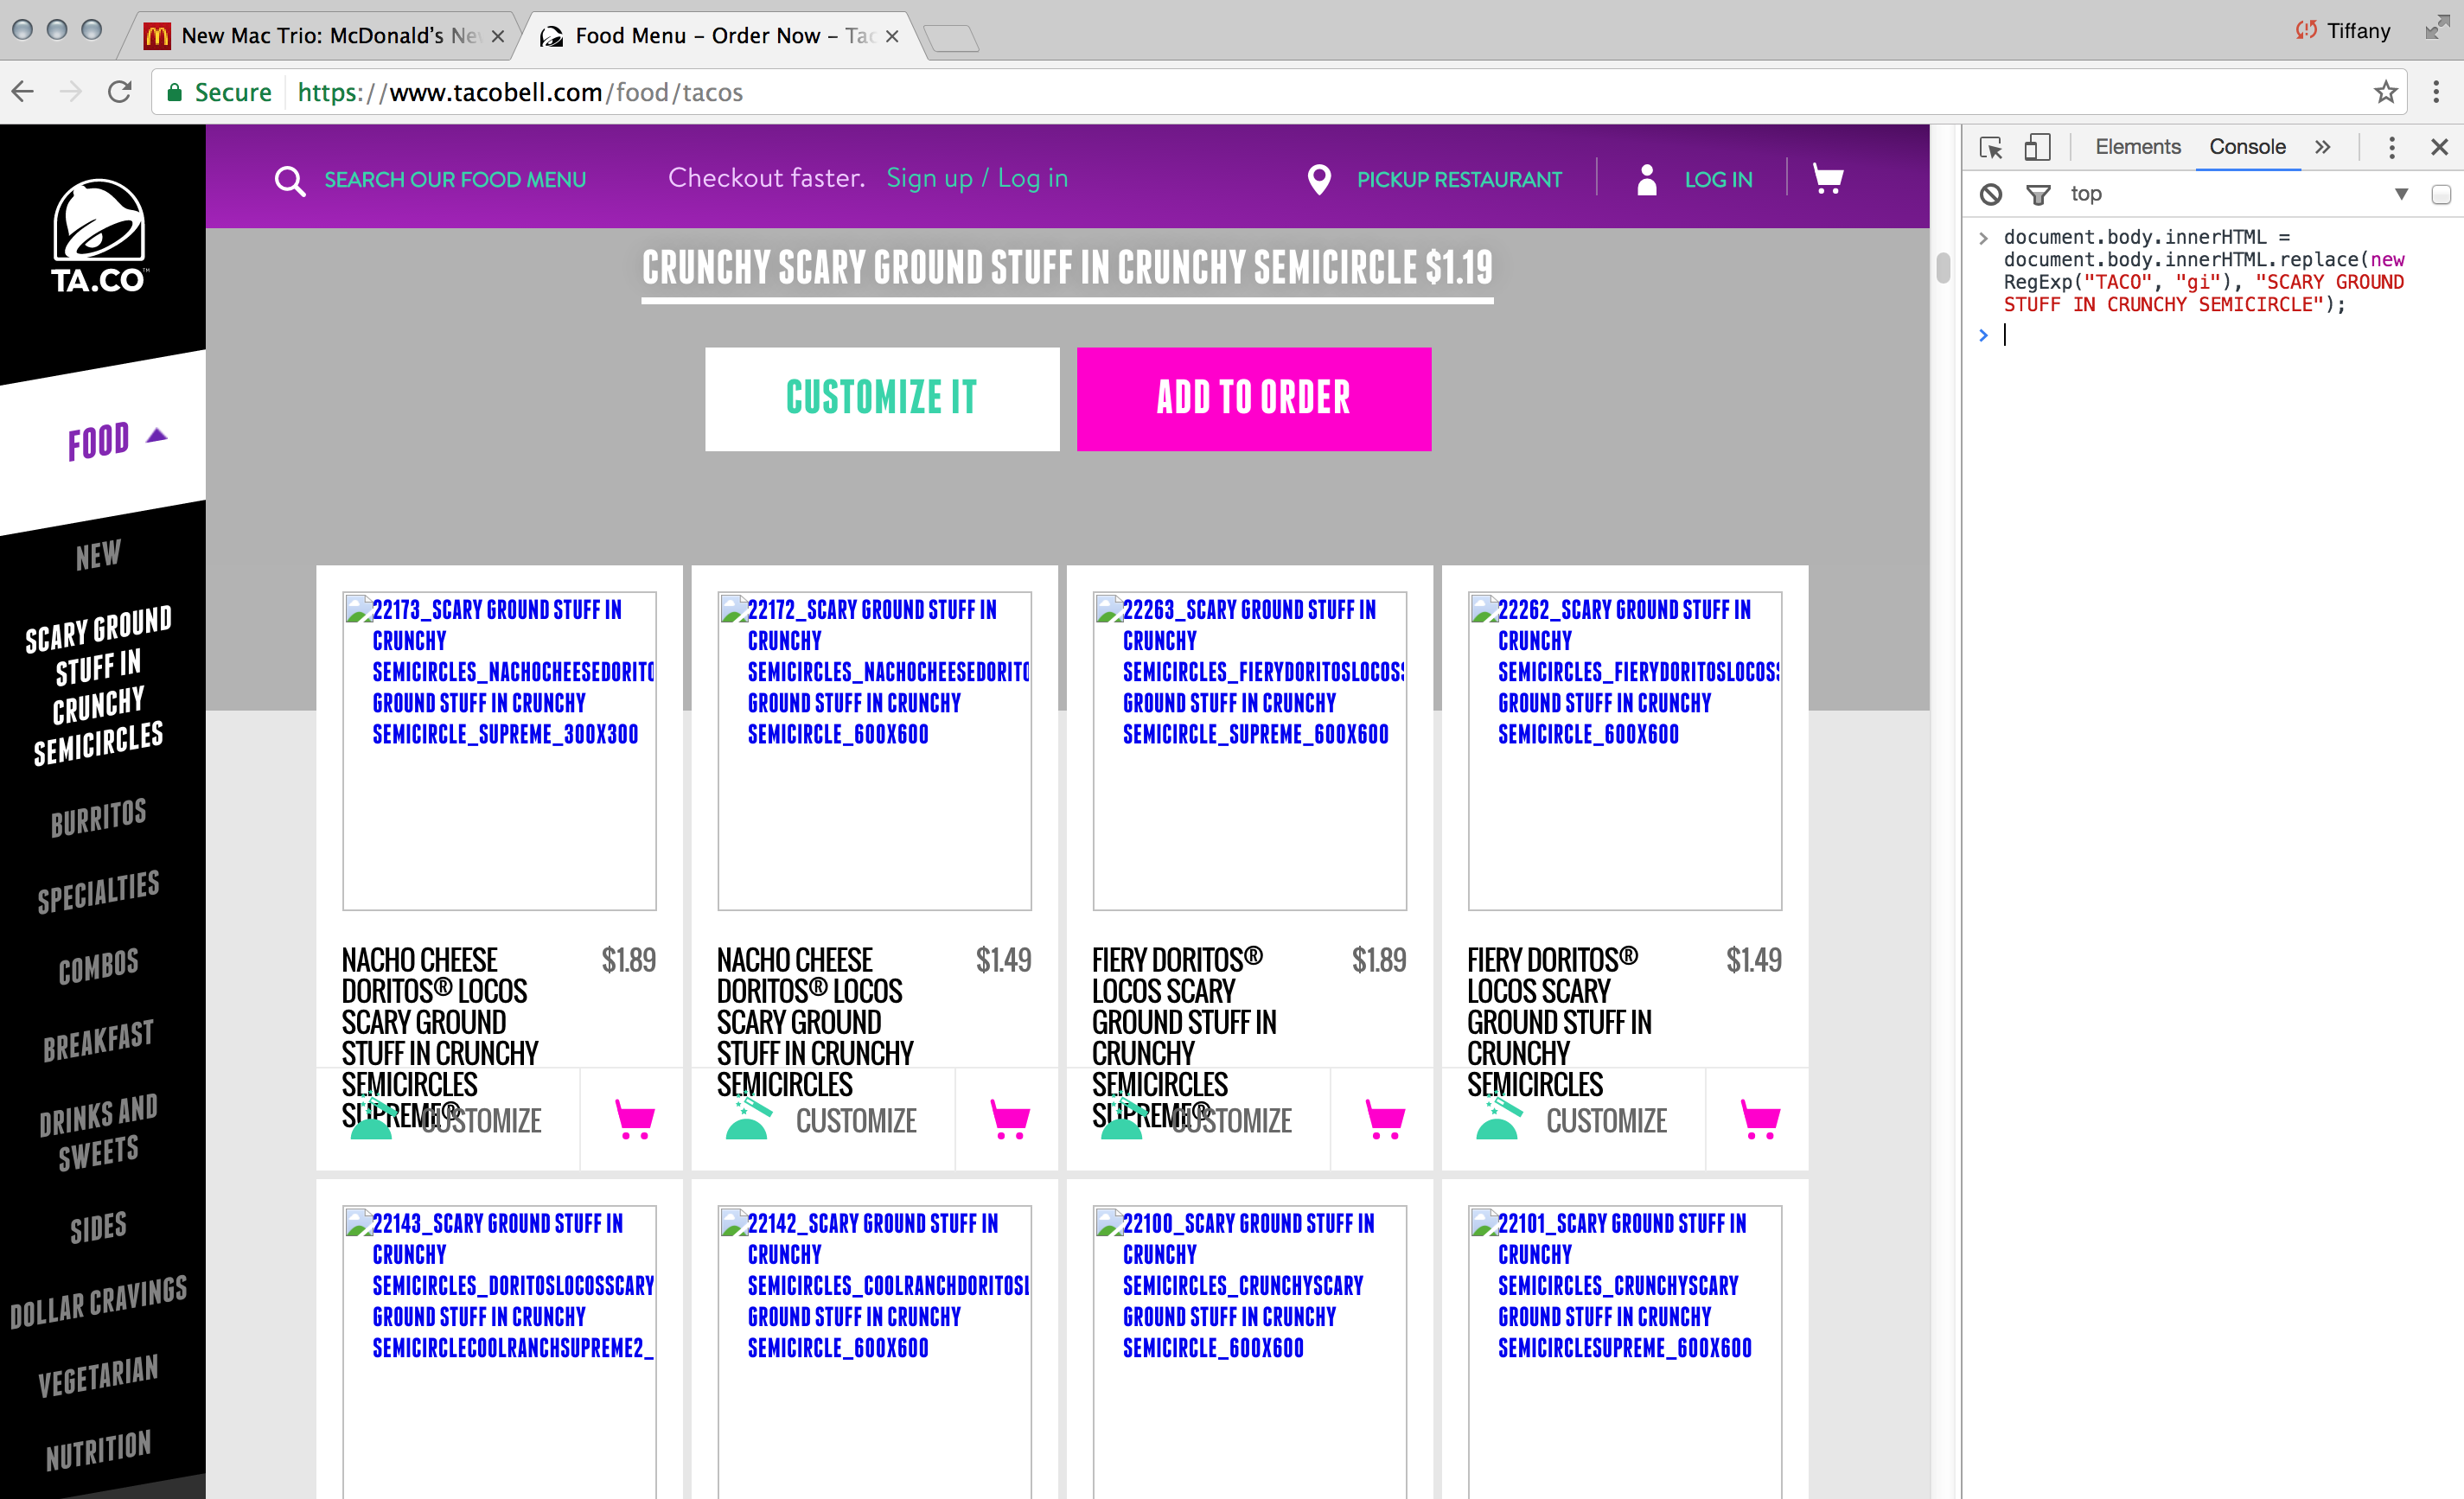 New Mac Trio: McDonald's Ne
Food Menu – Order Now – Tac
Tiffany
Secure
https://www.tacobell.com/food/tacos
TA.CO™
FOOD
NEW
SCARY GROUND
STUFF IN
CRUNCHY
SEMICIRCLES
BURRITOS
SPECIALTIES
COMBOS
BREAKFAST
DRINKS AND
SWEETS
SIDES
DOLLAR CRAVINGS
VEGETARIAN
NUTRITION
SEARCH OUR FOOD MENU
Checkout faster. Sign up / Log in
PICKUP RESTAURANT
LOG IN
CRUNCHY SCARY GROUND STUFF IN CRUNCHY SEMICIRCLE $1.19
CUSTOMIZE IT
ADD TO ORDER
22173_SCARY GROUND STUFF IN
CRUNCHY
SEMICIRCLES_NACHOCHEESEDORITO
GROUND STUFF IN CRUNCHY
SEMICIRCLE_SUPREME_300X300
NACHO CHEESE
DORITOS® LOCOS
SCARY GROUND
STUFF IN CRUNCHY
SEMICIRCLES
SUPREME®
$1.89
CUSTOMIZE
22172_SCARY GROUND STUFF IN
CRUNCHY
SEMICIRCLES_NACHOCHEESEDORITO
GROUND STUFF IN CRUNCHY
SEMICIRCLE_600X600
NACHO CHEESE
DORITOS® LOCOS
SCARY GROUND
STUFF IN CRUNCHY
SEMICIRCLES
$1.49
CUSTOMIZE
22263_SCARY GROUND STUFF IN
CRUNCHY
SEMICIRCLES_FIERYDORITOSLOCOSS
GROUND STUFF IN CRUNCHY
SEMICIRCLE_SUPREME_600X600
FIERY DORITOS®
LOCOS SCARY
GROUND STUFF IN
CRUNCHY
SEMICIRCLES
SUPREME®
$1.89
CUSTOMIZE
22262_SCARY GROUND STUFF IN
CRUNCHY
SEMICIRCLES_FIERYDORITOSLOCOSS
GROUND STUFF IN CRUNCHY
SEMICIRCLE_600X600
FIERY DORITOS®
LOCOS SCARY
GROUND STUFF IN
CRUNCHY
SEMICIRCLES
$1.49
CUSTOMIZE
22143_SCARY GROUND STUFF IN
CRUNCHY
SEMICIRCLES_DORITOSLOCOSSCARY
GROUND STUFF IN CRUNCHY
SEMICIRCLECOOLRANCHSUPREME2_
22142_SCARY GROUND STUFF IN
CRUNCHY
SEMICIRCLES_COOLRANCHDORITOSL
GROUND STUFF IN CRUNCHY
SEMICIRCLE_600X600
22100_SCARY GROUND STUFF IN
CRUNCHY
SEMICIRCLES_CRUNCHYSCARY
GROUND STUFF IN CRUNCHY
SEMICIRCLE_600X600
22101_SCARY GROUND STUFF IN
CRUNCHY
SEMICIRCLES_CRUNCHYSCARY
GROUND STUFF IN CRUNCHY
SEMICIRCLESUPREME_600X600
Elements
Console
top
document.body.innerHTML =
document.body.innerHTML.replace(new
RegExp("TACO", "gi"), "SCARY GROUND
STUFF IN CRUNCHY SEMICIRCLE");